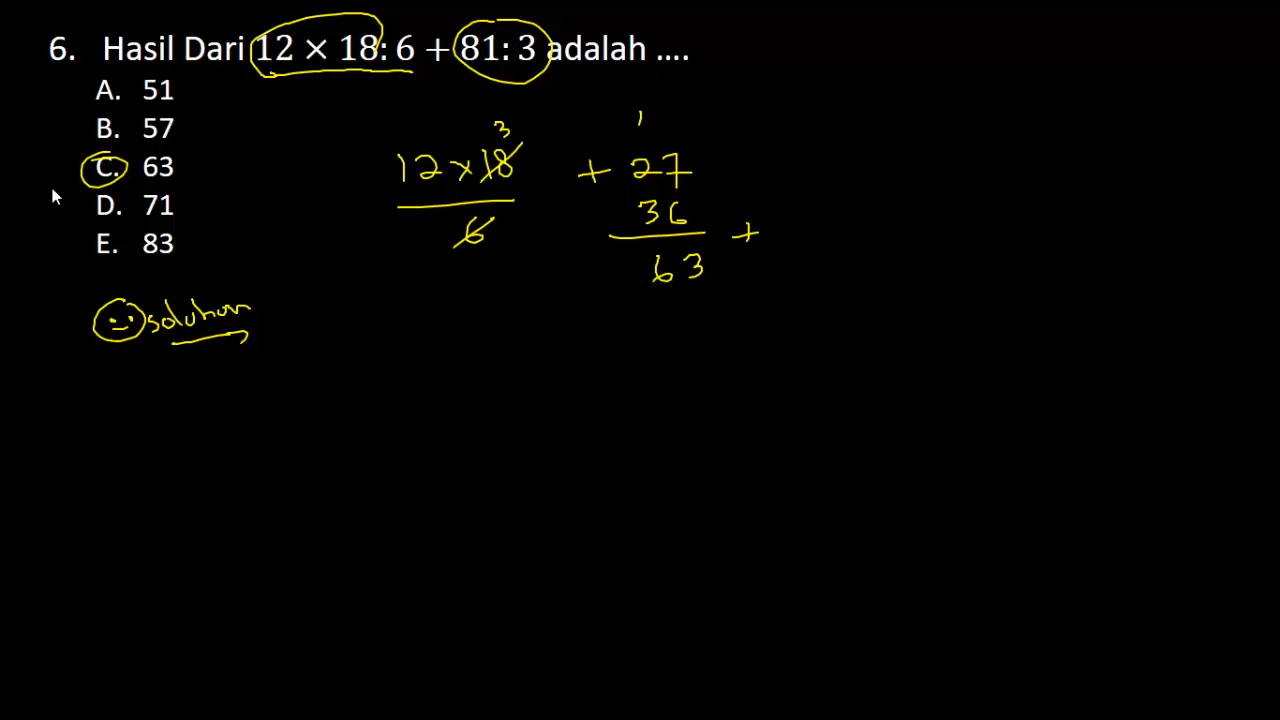 6. Hasil Dari 12 × 18: 6 + 81: 3 adalah ....
A. 51
B. 57
C. 63
D. 71
E. 83
3 1
12 × 18 + 27
6 36 +
63
solution